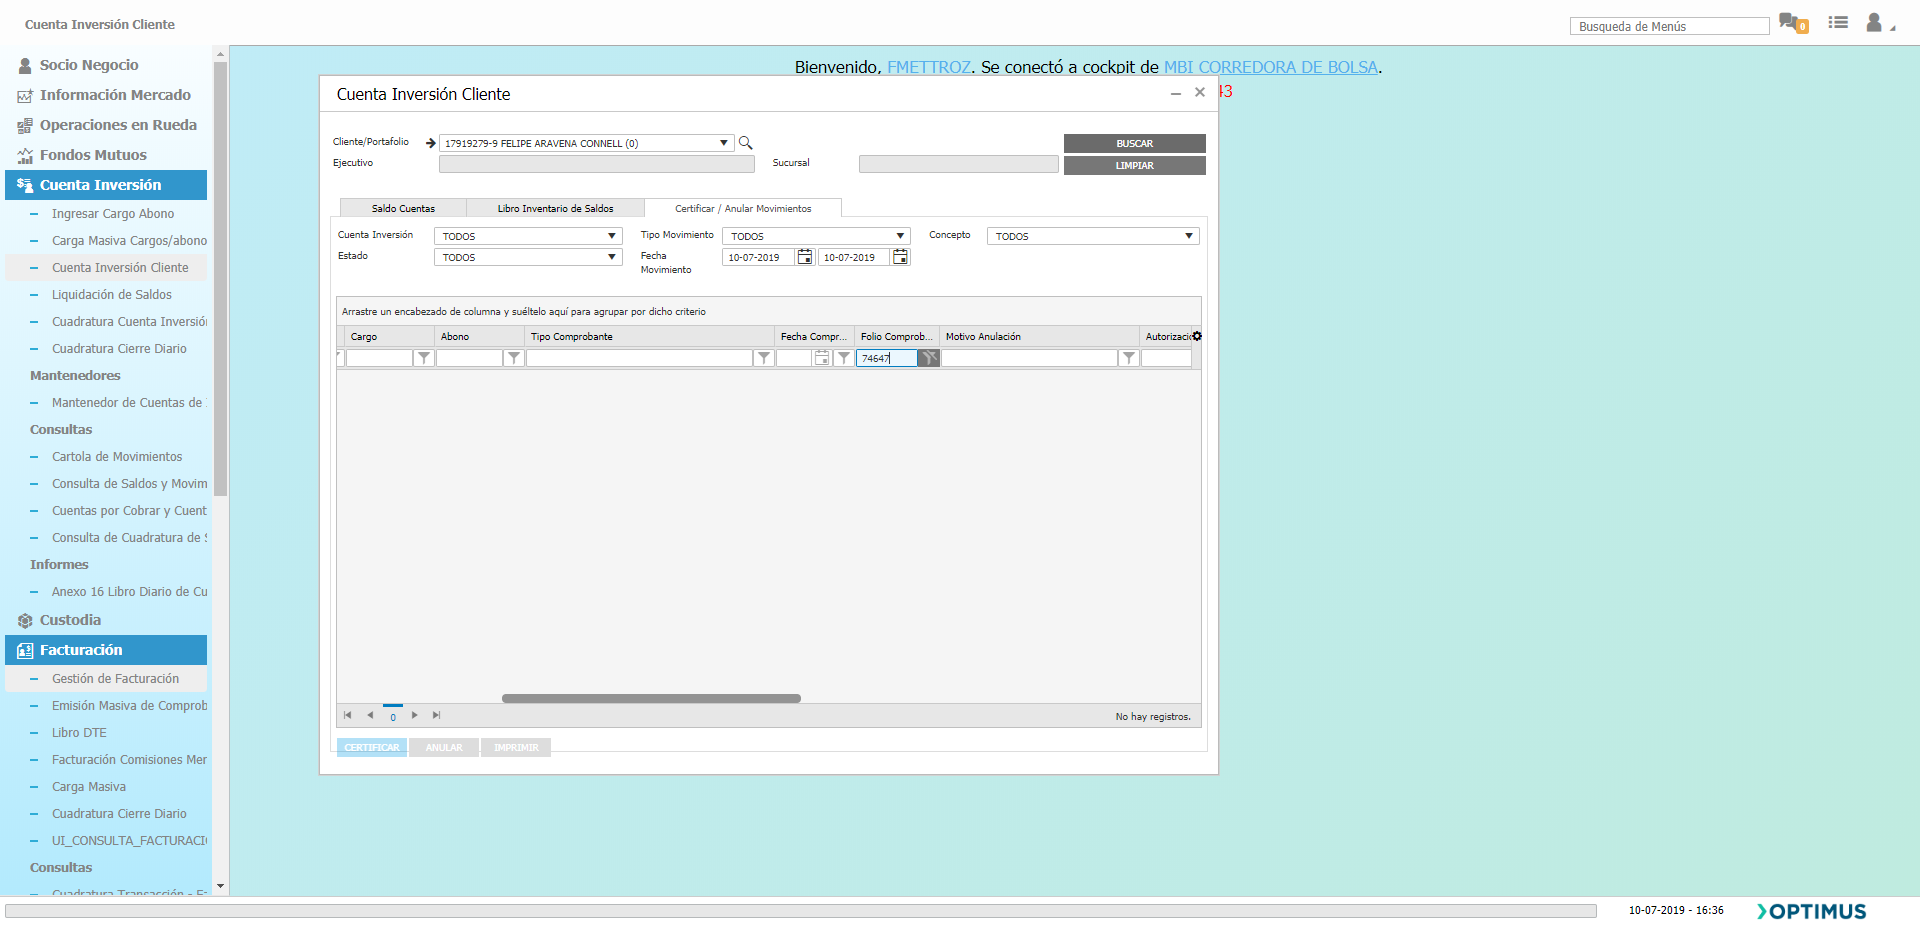 Cuenta Inversión Cliente
Busqueda de Menús
0
Bienvenido, FMETTROZ. Se conectó a cockpit de MBI CORREDORA DE BOLSA.
43
Socio Negocio
Información Mercado
Operaciones en Rueda
Fondos Mutuos
Cuenta Inversión
Ingresar Cargo Abono
Carga Masiva Cargos/abono
Cuenta Inversión Cliente
Liquidación de Saldos
Cuadratura Cuenta Inversió
Cuadratura Cierre Diario
Mantenedores
Mantenedor de Cuentas de
Consultas
Cartola de Movimientos
Consulta de Saldos y Movim
Cuentas por Cobrar y Cuent
Consulta de Cuadratura de S
Informes
Anexo 16 Libro Diario de Cu
Custodia
Facturación
Gestión de Facturación
Emisión Masiva de Comprob
Libro DTE
Facturación Comisiones Mer
Carga Masiva
Cuadratura Cierre Diario
UI_CONSULTA_FACTURACI
Consultas
Cuadratura Transacción - Fa
Cuenta Inversión Cliente
Cliente/Portafolio 17919279-9 FELIPE ARAVENA CONNELL (0) BUSCAR
Ejecutivo Sucursal LIMPIAR
Saldo Cuentas Libro Inventario de Saldos Certificar / Anular Movimientos
Cuenta Inversión TODOS Tipo Movimiento TODOS Concepto TODOS
Estado TODOS Fecha Movimiento 10-07-2019 10-07-2019
Arrastre un encabezado de columna y suéltelo aquí para agrupar por dicho criterio
Cargo Abono Tipo Comprobante Fecha Compr... Folio Comprob... Motivo Anulación Autorizació
74647
0 No hay registros.
CERTIFICAR ANULAR IMPRIMIR
10-07-2019 - 16:36 OPTIMUS